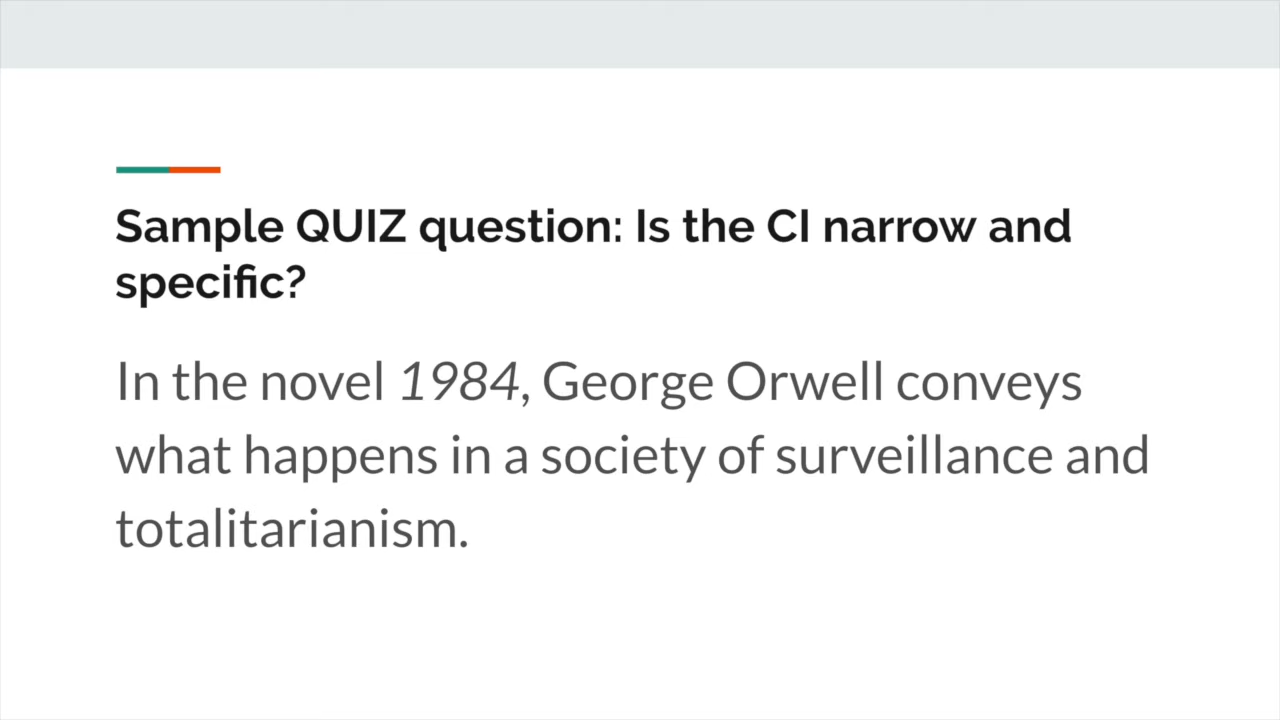 Sample QUIZ question: Is the CI narrow and
specific?
In the novel 1984, George Orwell conveys
what happens in a society of surveillance and
totalitarianism.